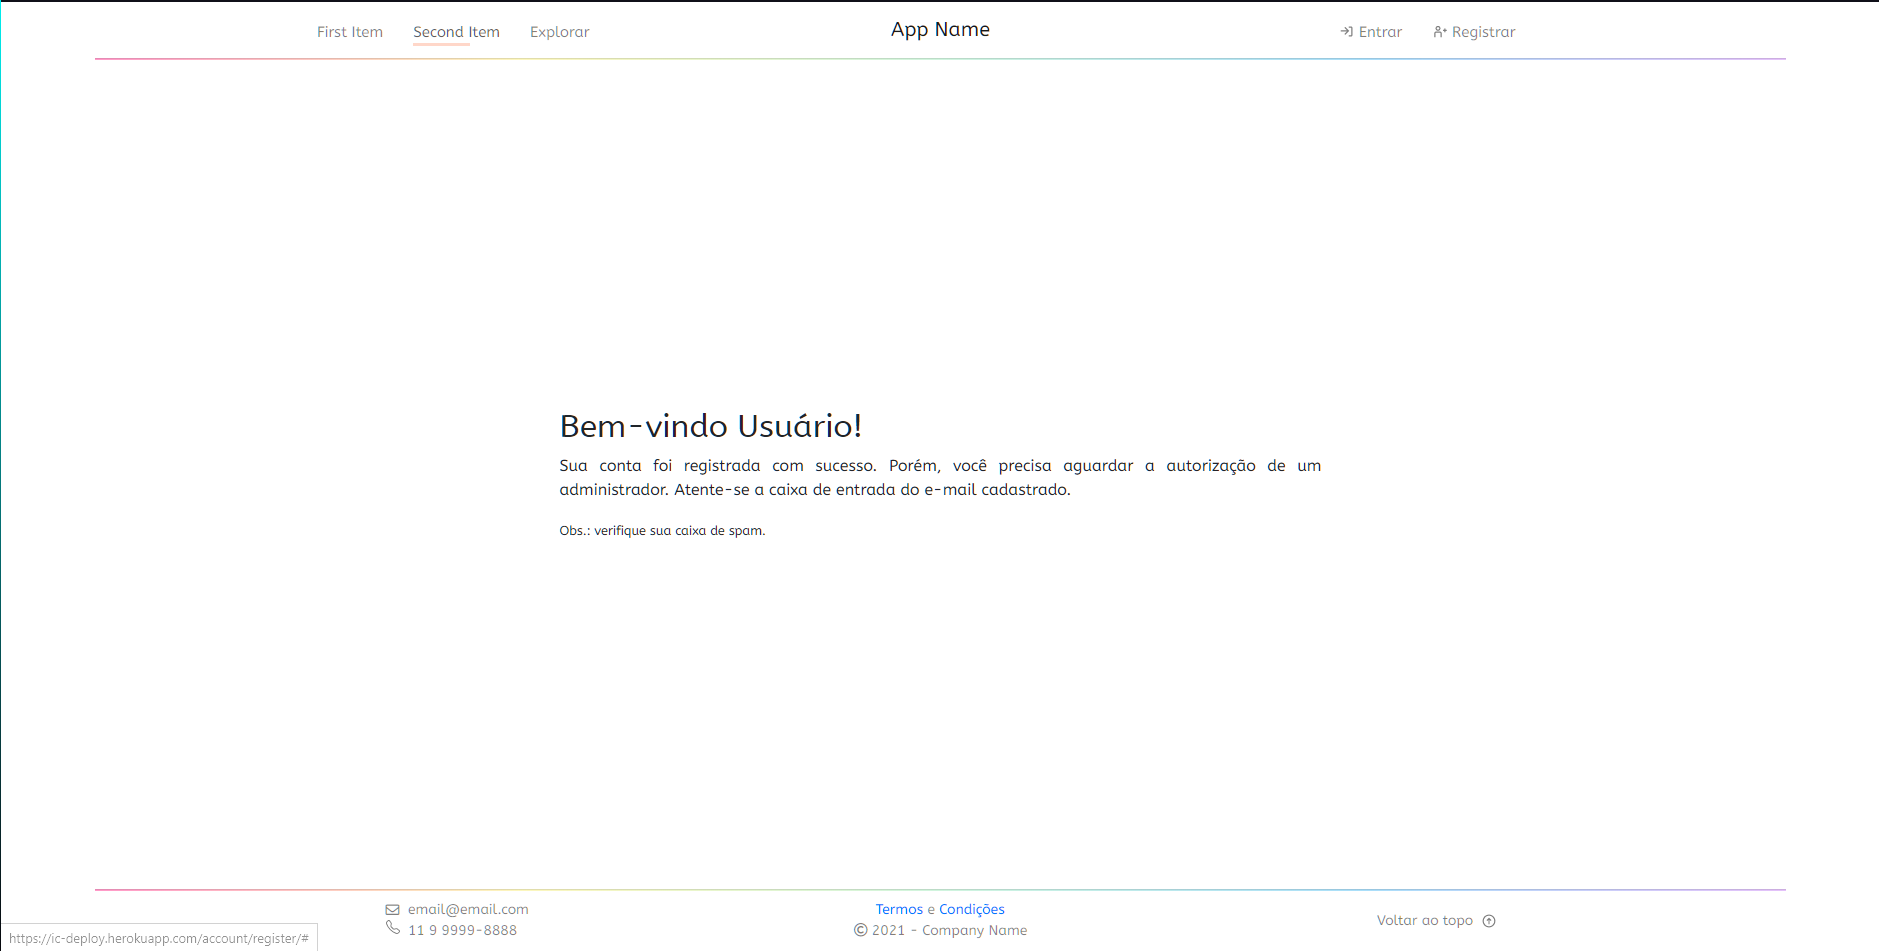 First Item Second Item Explorar App Name Entrar Registrar
Bem-vindo Usuário!
Sua conta foi registrada com sucesso. Porém, você precisa aguardar a autorização de um
administrador. Atente-se a caixa de entrada do e-mail cadastrado.
Obs.: verifique sua caixa de spam.
email@email.com
11 9 9999-8888
Termos e Condições
© 2021 - Company Name
Voltar ao topo
https://ic-deploy.herokuapp.com/account/register/#